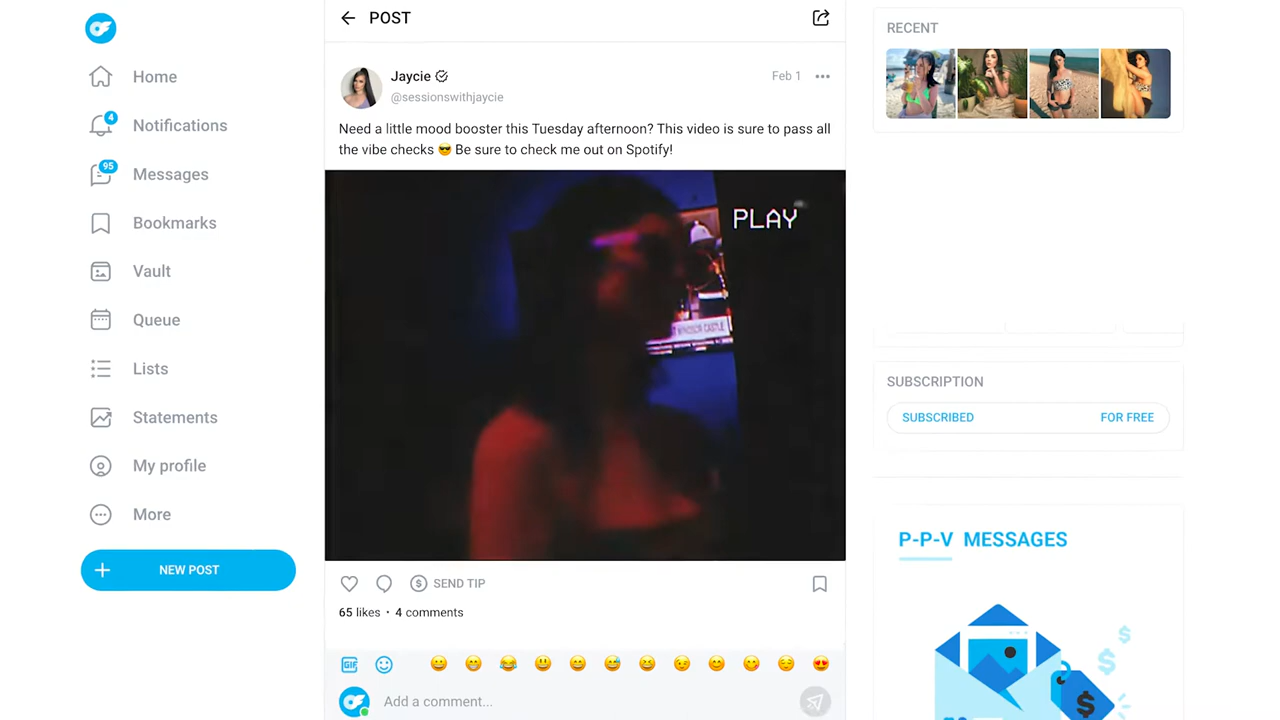 POST
RECENT
Home
4
Notifications
95
Messages
Bookmarks
Vault
Queue
Lists
Statements
My profile
More
+ NEW POST
Jaycie
Feb 1
@sessionswithjaycie
Need a little mood booster this Tuesday afternoon? This video is sure to pass all
the vibe checks 😎 Be sure to check me out on Spotify!
PLAY
WINDSOR CASTLE
$ SEND TIP
65 likes • 4 comments
GIF
Add a comment...
SUBSCRIPTION
SUBSCRIBED
FOR FREE
P-P-V MESSAGES
$
$
$